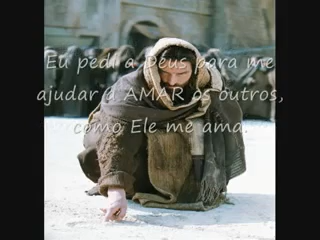 Eu pedi a Deus para me
ajudar a AMAR os outros,
como Ele me ama.